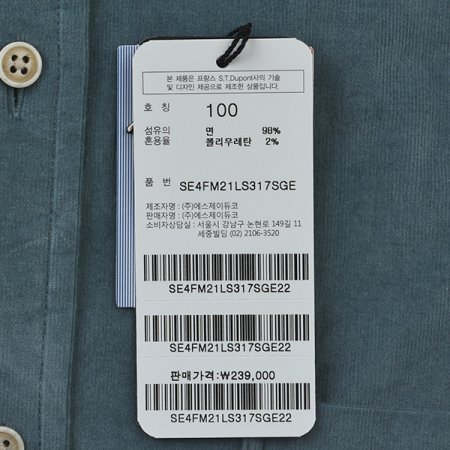 본 제품은 프랑스 S.T.Dupont사의 기술
및 디자인 제공으로 제조한 상품입니다.
호 칭 100
섬유의 면 98%
혼용율 폴리우레탄 2%
품 번 SE4FM21LS317SGE
제조자명 : (주)에스제이듀코
판매자명 : (주)에스제이듀코
소비자상담실 : 서울시 강남구 논현로 149길 11
세중빌딩 (02) 2106-3520
SE4FM21LS317SGE22
SE4FM21LS317SGE22
판매가격:₩239,000
SE4FM21LS317SGE22